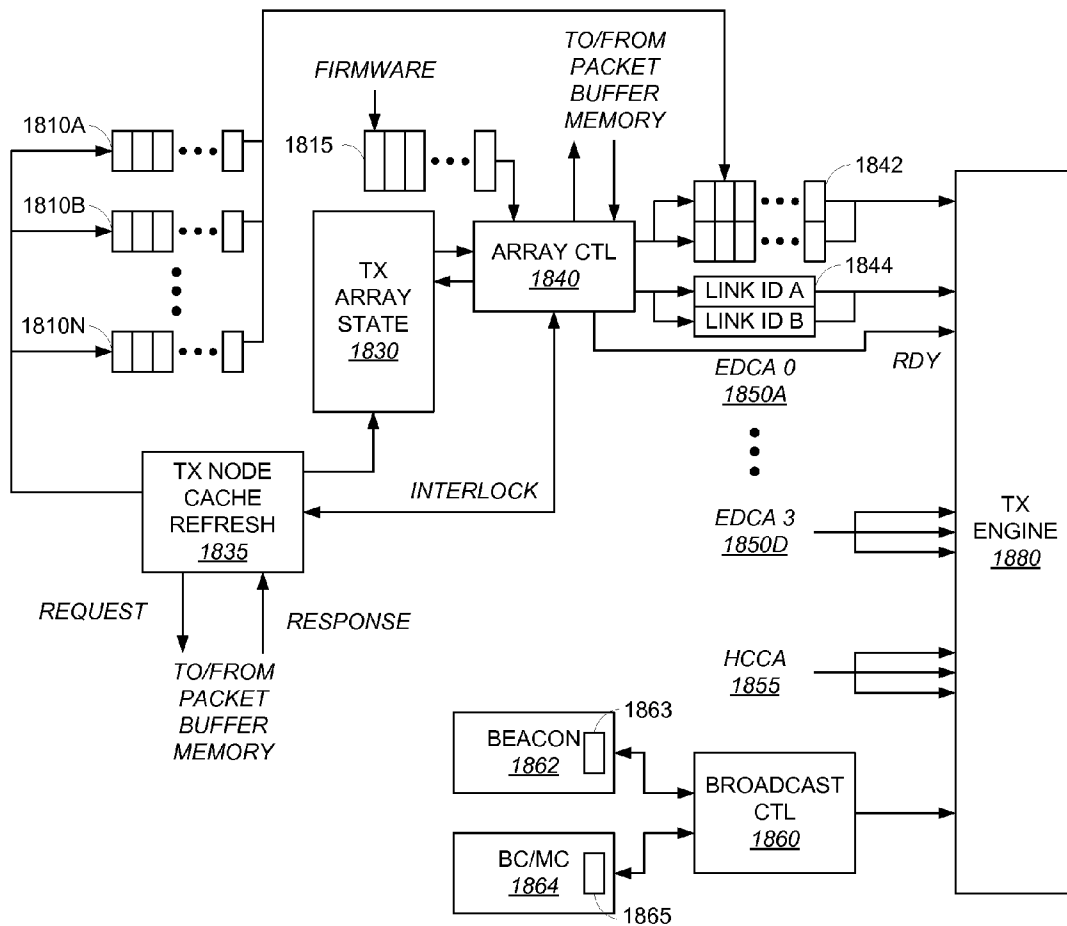 FIRMWARE
TO/FROM
PACKET
BUFFER
MEMORY
1810A
1815
1842
1810B
ARRAY CTL
1840
1844
TX
ARRAY
STATE
1830
LINK ID A
LINK ID B
1810N
EDCA 0
1850A
RDY
TX NODE
CACHE
REFRESH
1835
INTERLOCK
EDCA 3
1850D
TX
ENGINE
1880
REQUEST
RESPONSE
TO/FROM
PACKET
BUFFER
MEMORY
HCCA
1855
1863
BEACON
1862
BROADCAST
CTL
1860
BC/MC
1864
1865